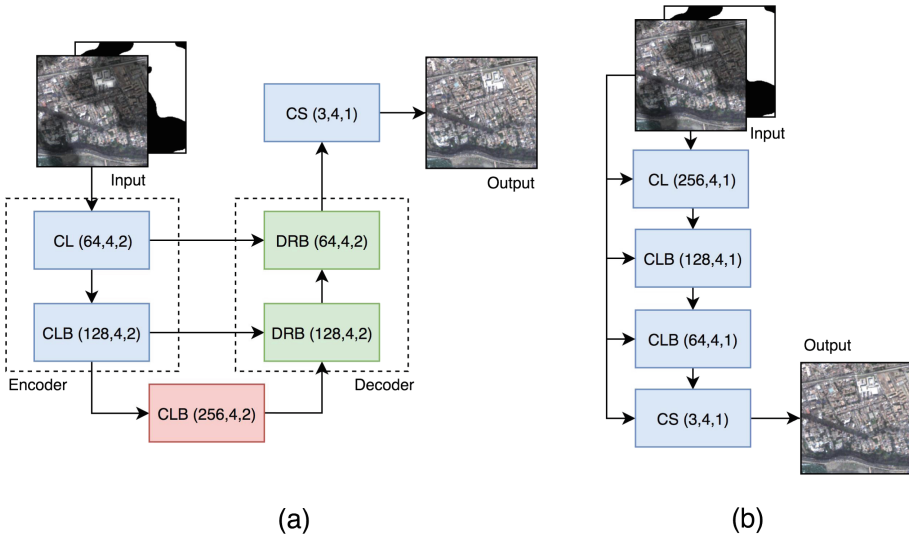 Input
CL (64,4,2)
CLB (128,4,2)
Encoder
CLB (256,4,2)
DRB (128,4,2)
Decoder
DRB (64,4,2)
CS (3,4,1)
Output
(a)
Input
CL (256,4,1)
CLB (128,4,1)
CLB (64,4,1)
CS (3,4,1)
Output
(b)